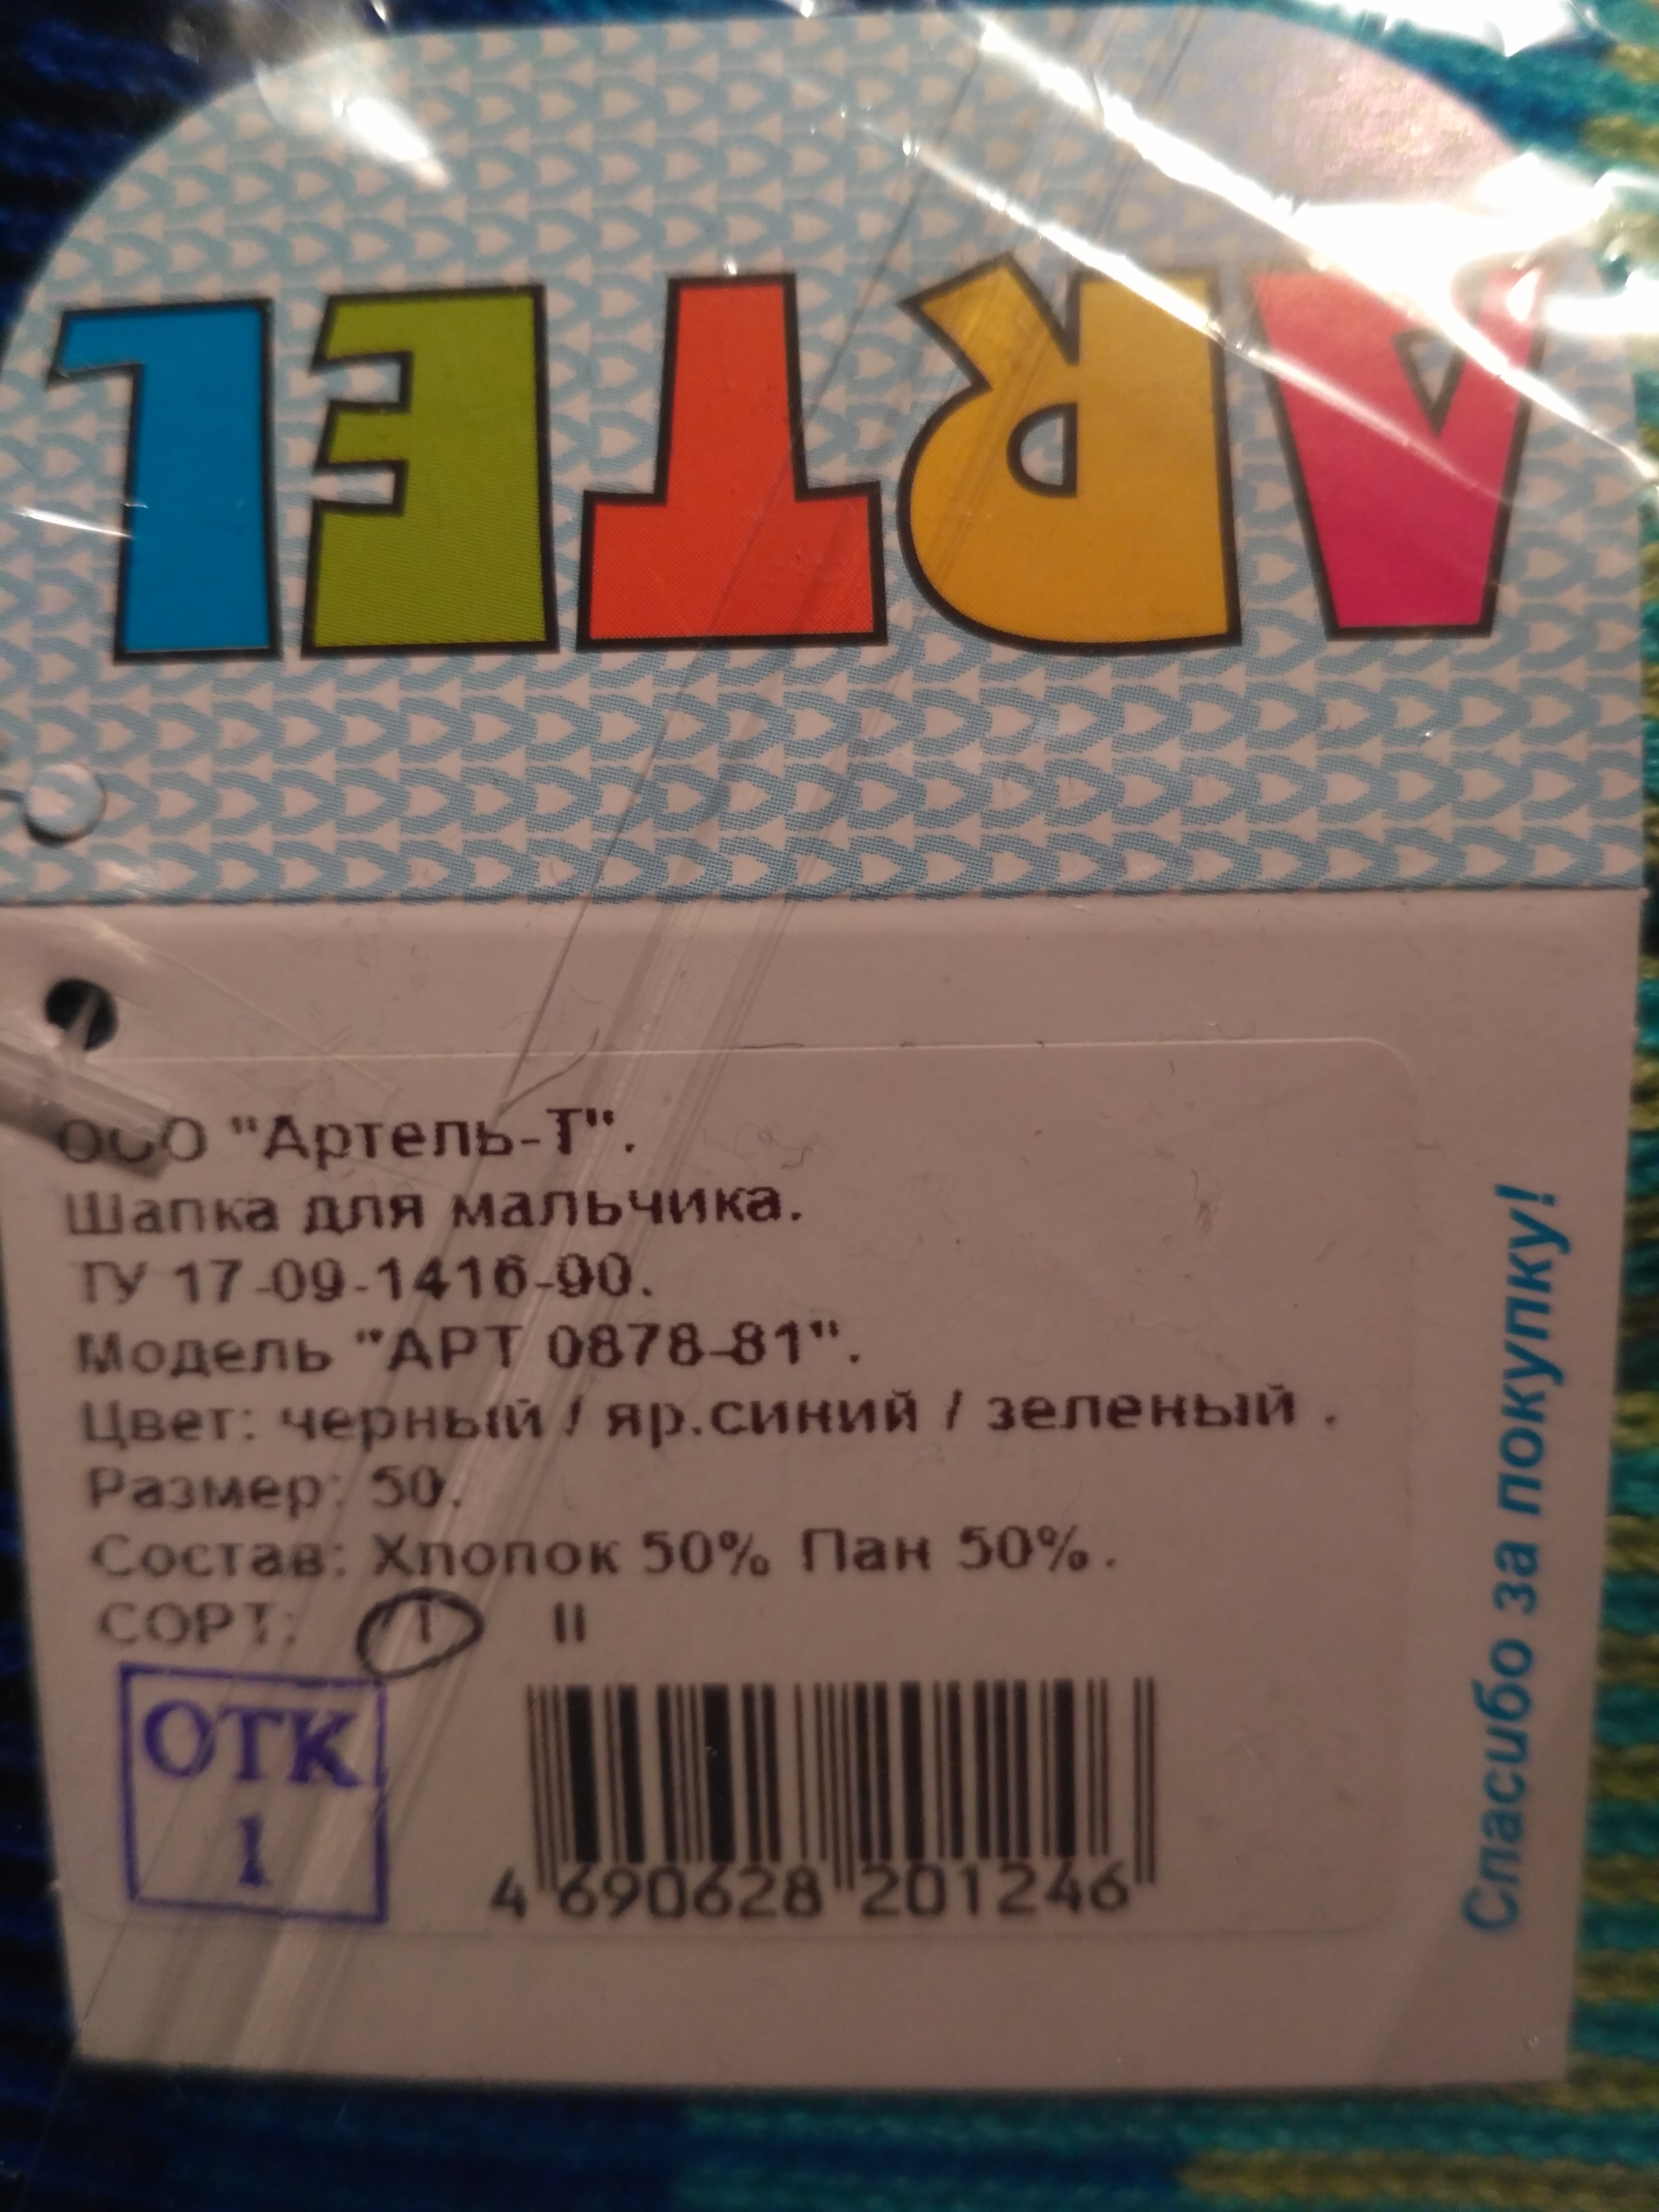 ARTEL
ООО "Артель-Т".
Шапка для мальчика.
ТУ 17-09-1416-90.
Модель "АРТ 0878-81".
Цвет: черный / яр.синий / зеленый .
Размер: 50.
Состав: Хлопок 50% Пан 50%.
СОРТ: I II
ОТК
1
4 690628 201246
Спасибо за покупку!